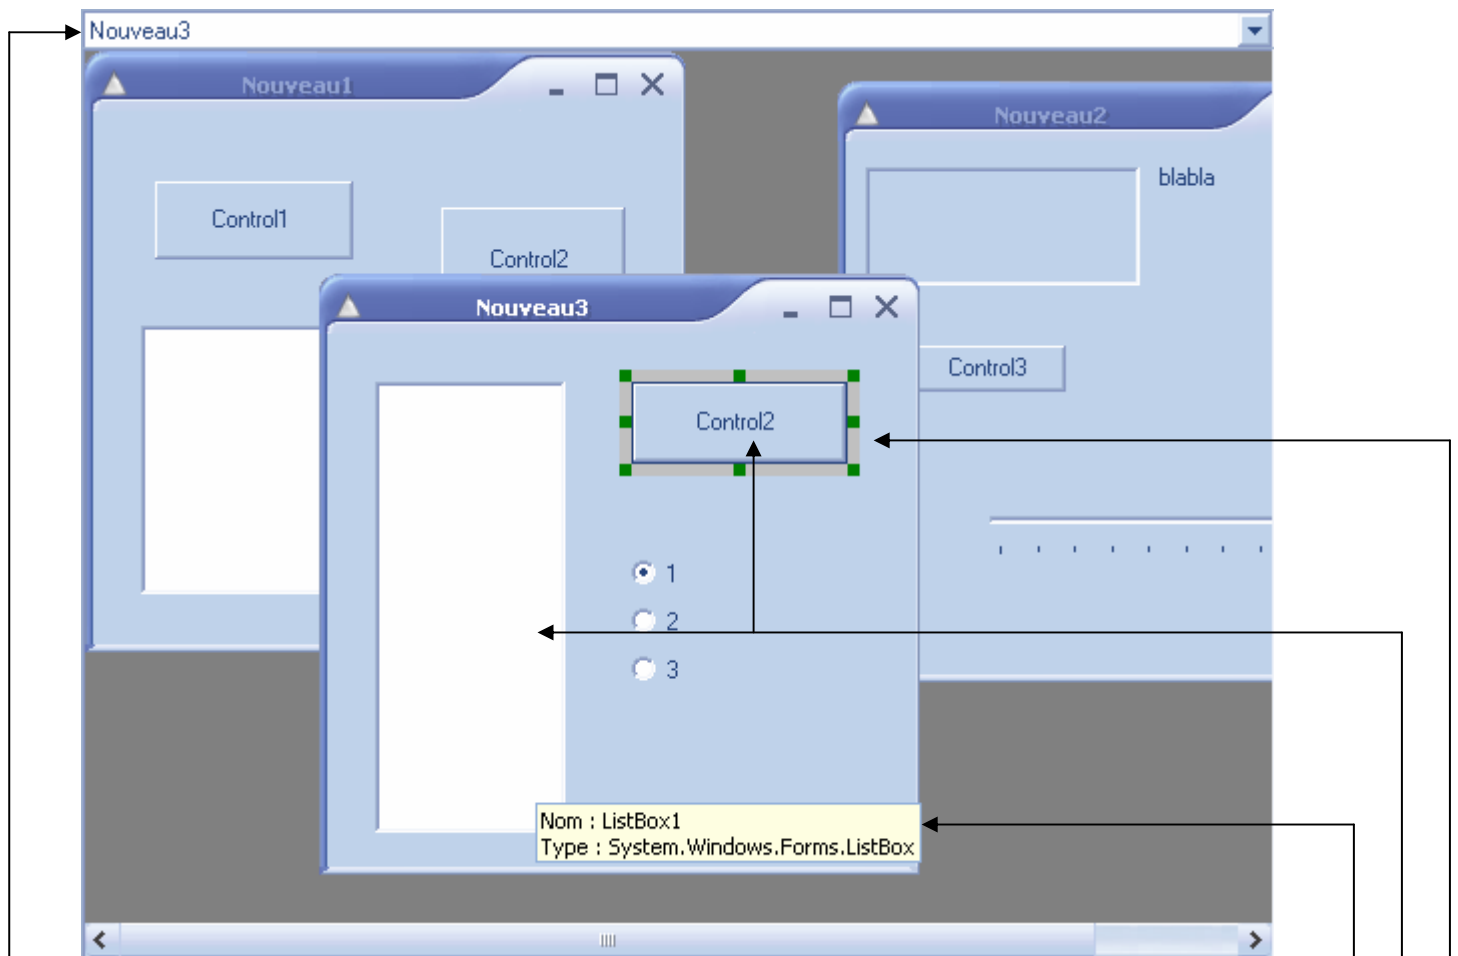 Nouveau3
Nouveau1
Nouveau2
blabla
Control1
Control2
Nouveau3
Control3
Control2
1
2
3
Nom : ListBox1
Type : System.Windows.Forms.ListBox